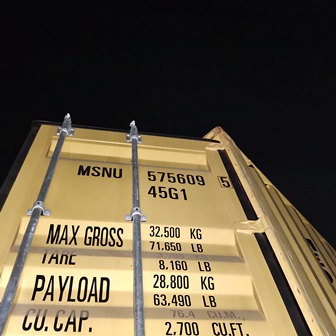 MSNU 575609 5
45G1
MAX GROSS 32,500 KG
71,650 LB
TARE
8,160 LB
PAYLOAD 28,800 KG
63,490 LB
CU. CAP. 76.4 CU.M.
2,700 CU.FT.